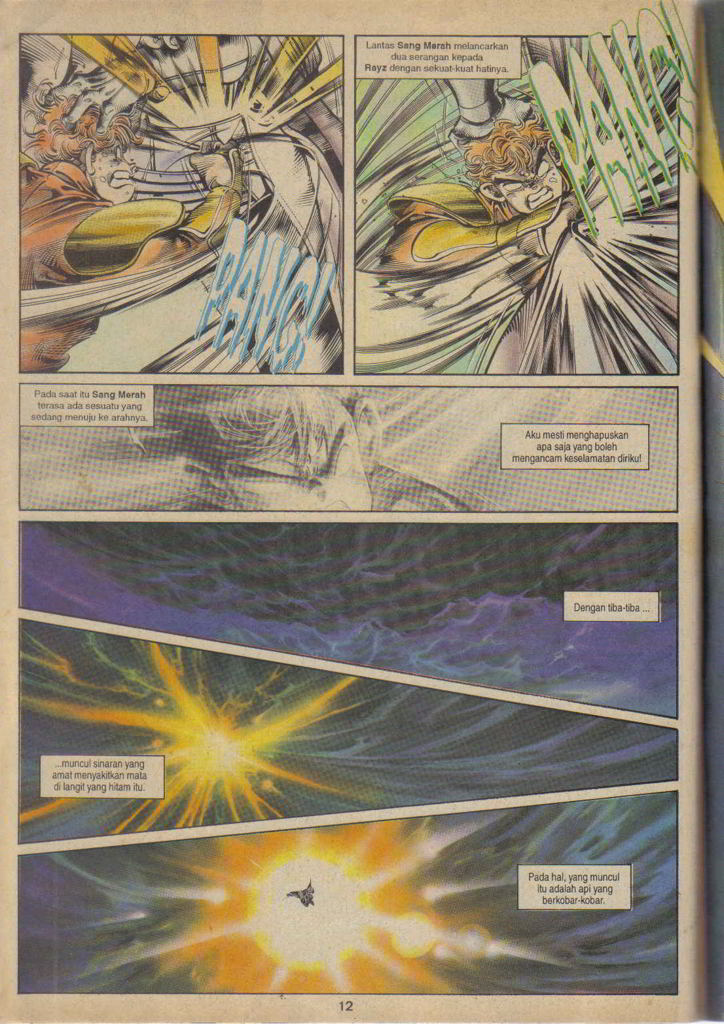 PANG!
Lantas Sang Merah melancarkan
dua serangan kepada
Rayz dengan sekuat-kuat hatinya.
PANG!
Pada saat itu Sang Merah
terasa ada sesuatu yang
sedang menuju ke arahnya.
Aku mesti menghapuskan
apa saja yang boleh
mengancam keselamatan diriku!
Dengan tiba-tiba ...
...muncul sinaran yang
amat menyakitkan mata
di langit yang hitam itu.
Pada hal, yang muncul
itu adalah api yang
berkobar-kobar.
12